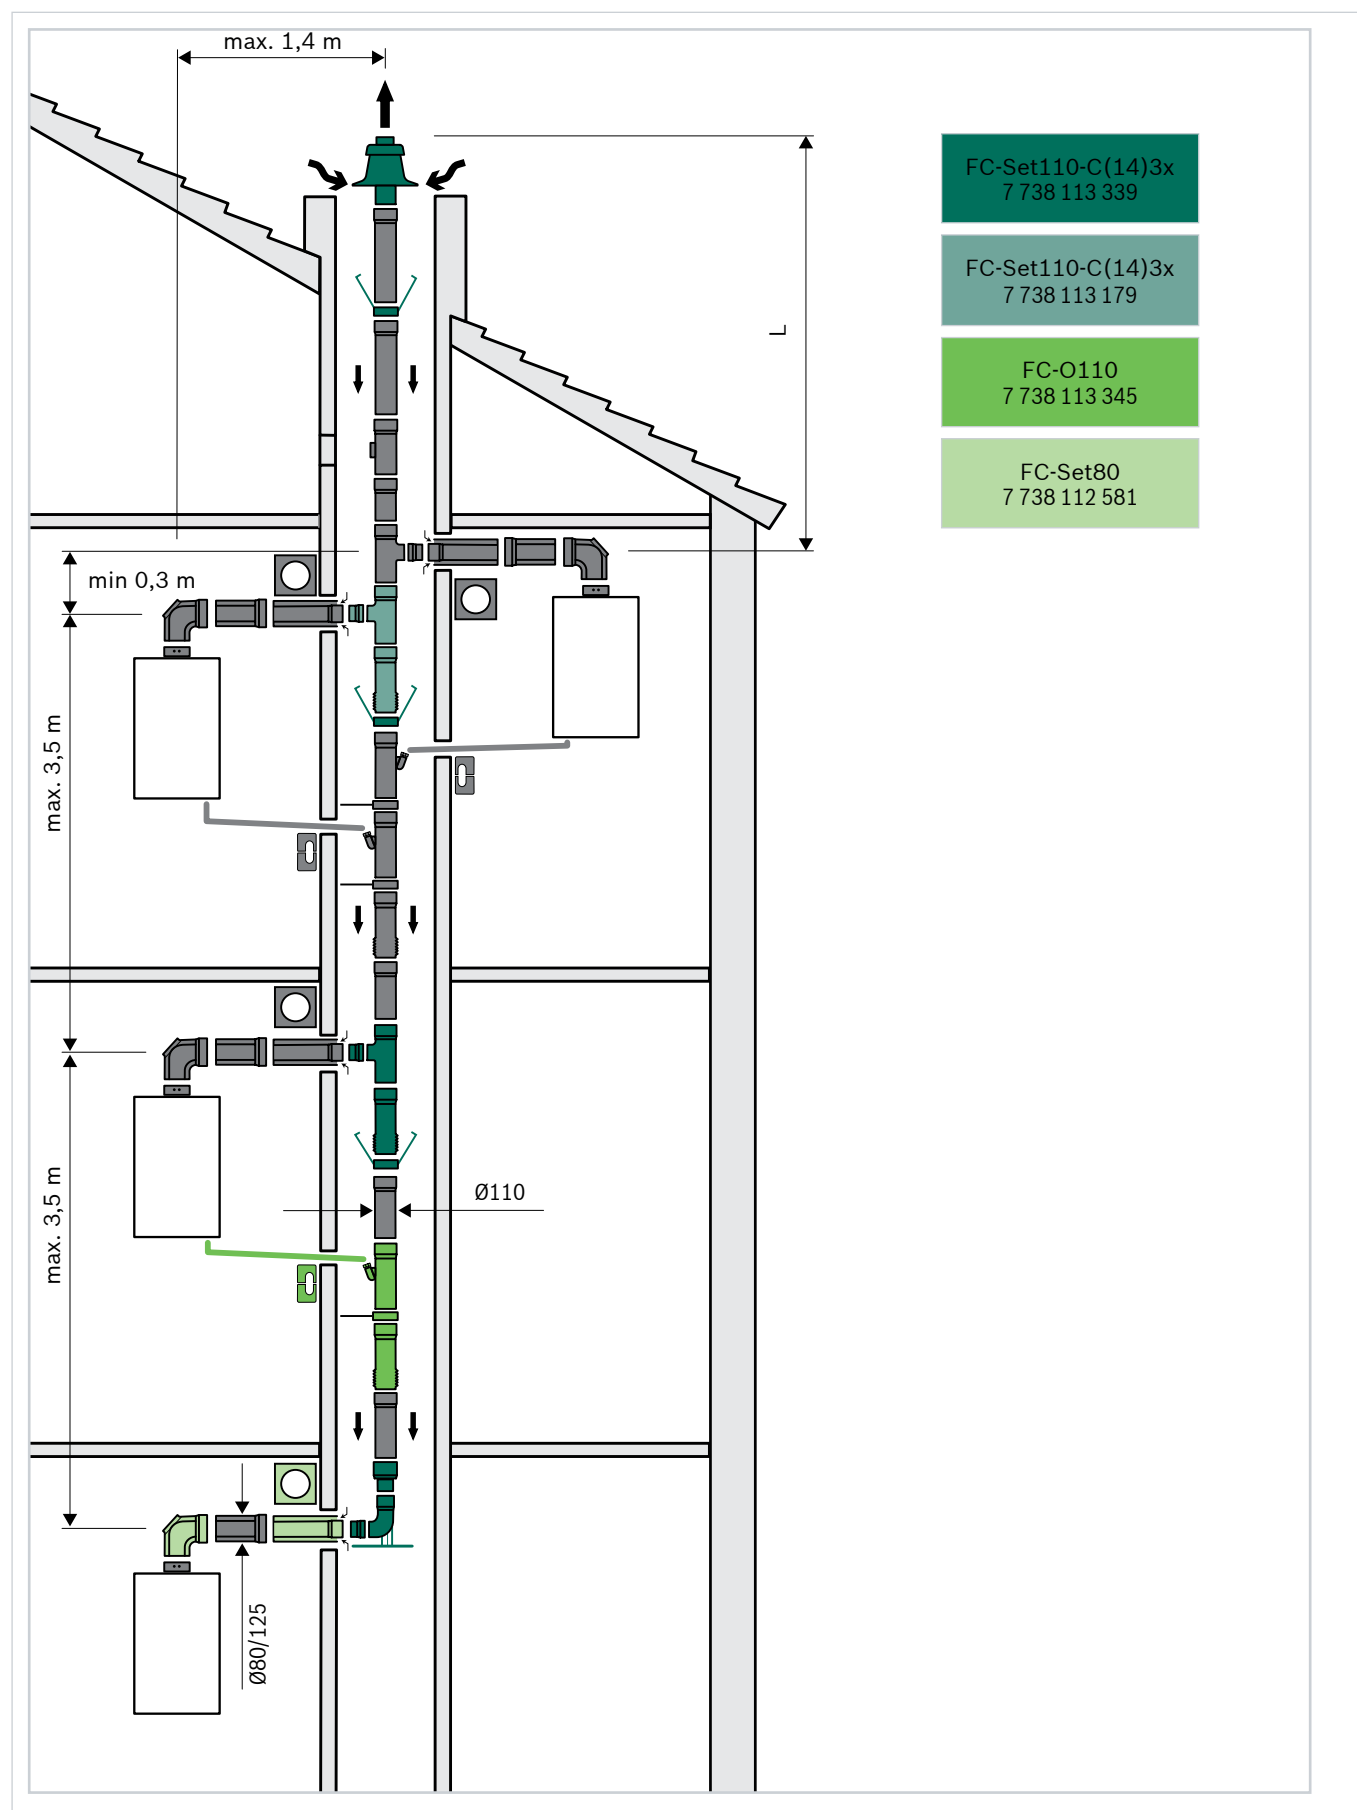 max. 1,4 m
FC-Set110-C(14)3x
7 738 113 339
FC-Set110-C(14)3x
7 738 113 179
L
FC-O110
7 738 113 345
FC-Set80
7 738 112 581
min 0,3 m
max. 3,5 m
max. 3,5 m
Ø110
Ø80/125